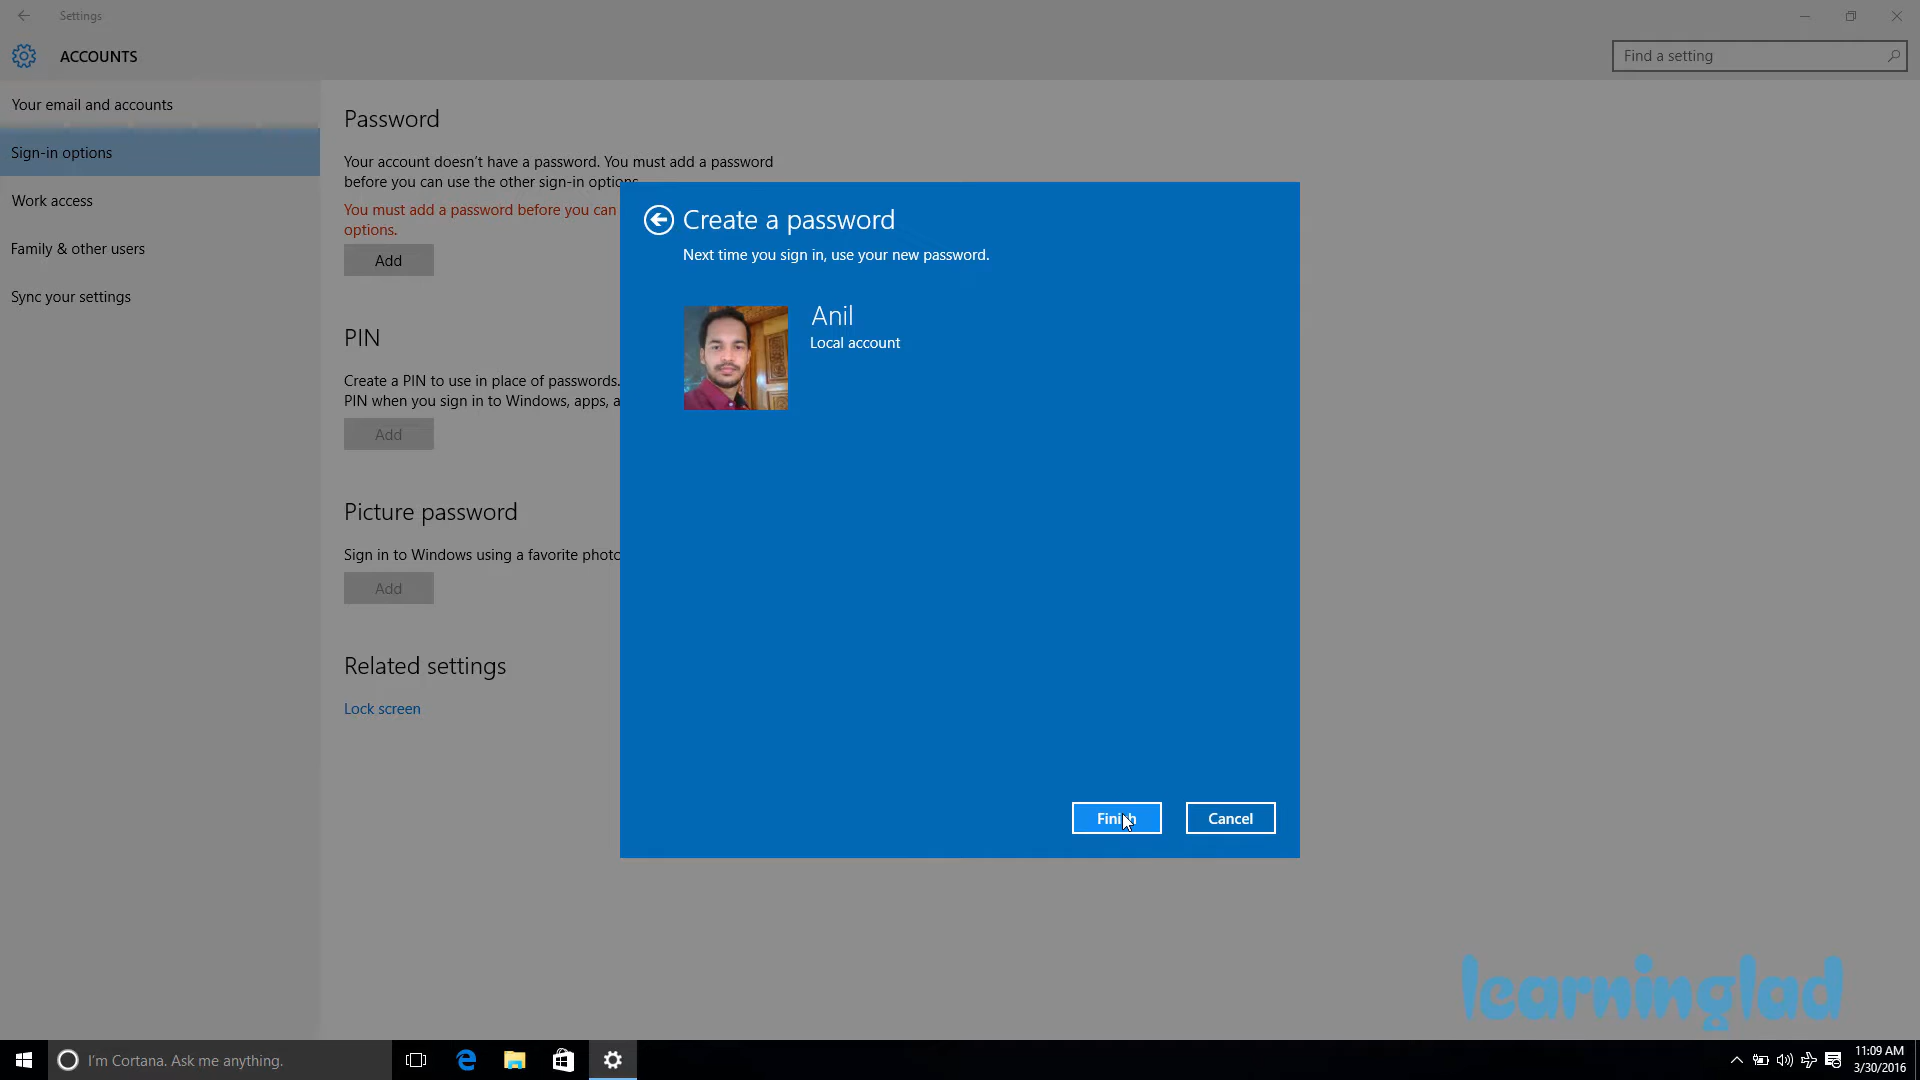 Settings
ACCOUNTS
Find a setting
Your email and accounts
Sign-in options
Work access
Family & other users
Sync your settings
Password
Your account doesn't have a password. You must add a password
before you can use the other sign-in options.
You must add a password before you can
options.
Add
PIN
Create a PIN to use in place of passwords.
PIN when you sign in to Windows, apps, a
Add
Picture password
Sign in to Windows using a favorite photo
Add
Related settings
Lock screen
Create a password
Next time you sign in, use your new password.
Anil
Local account
Finish
Cancel
learninglad
I'm Cortana. Ask me anything.
11:09 AM
3/30/2016